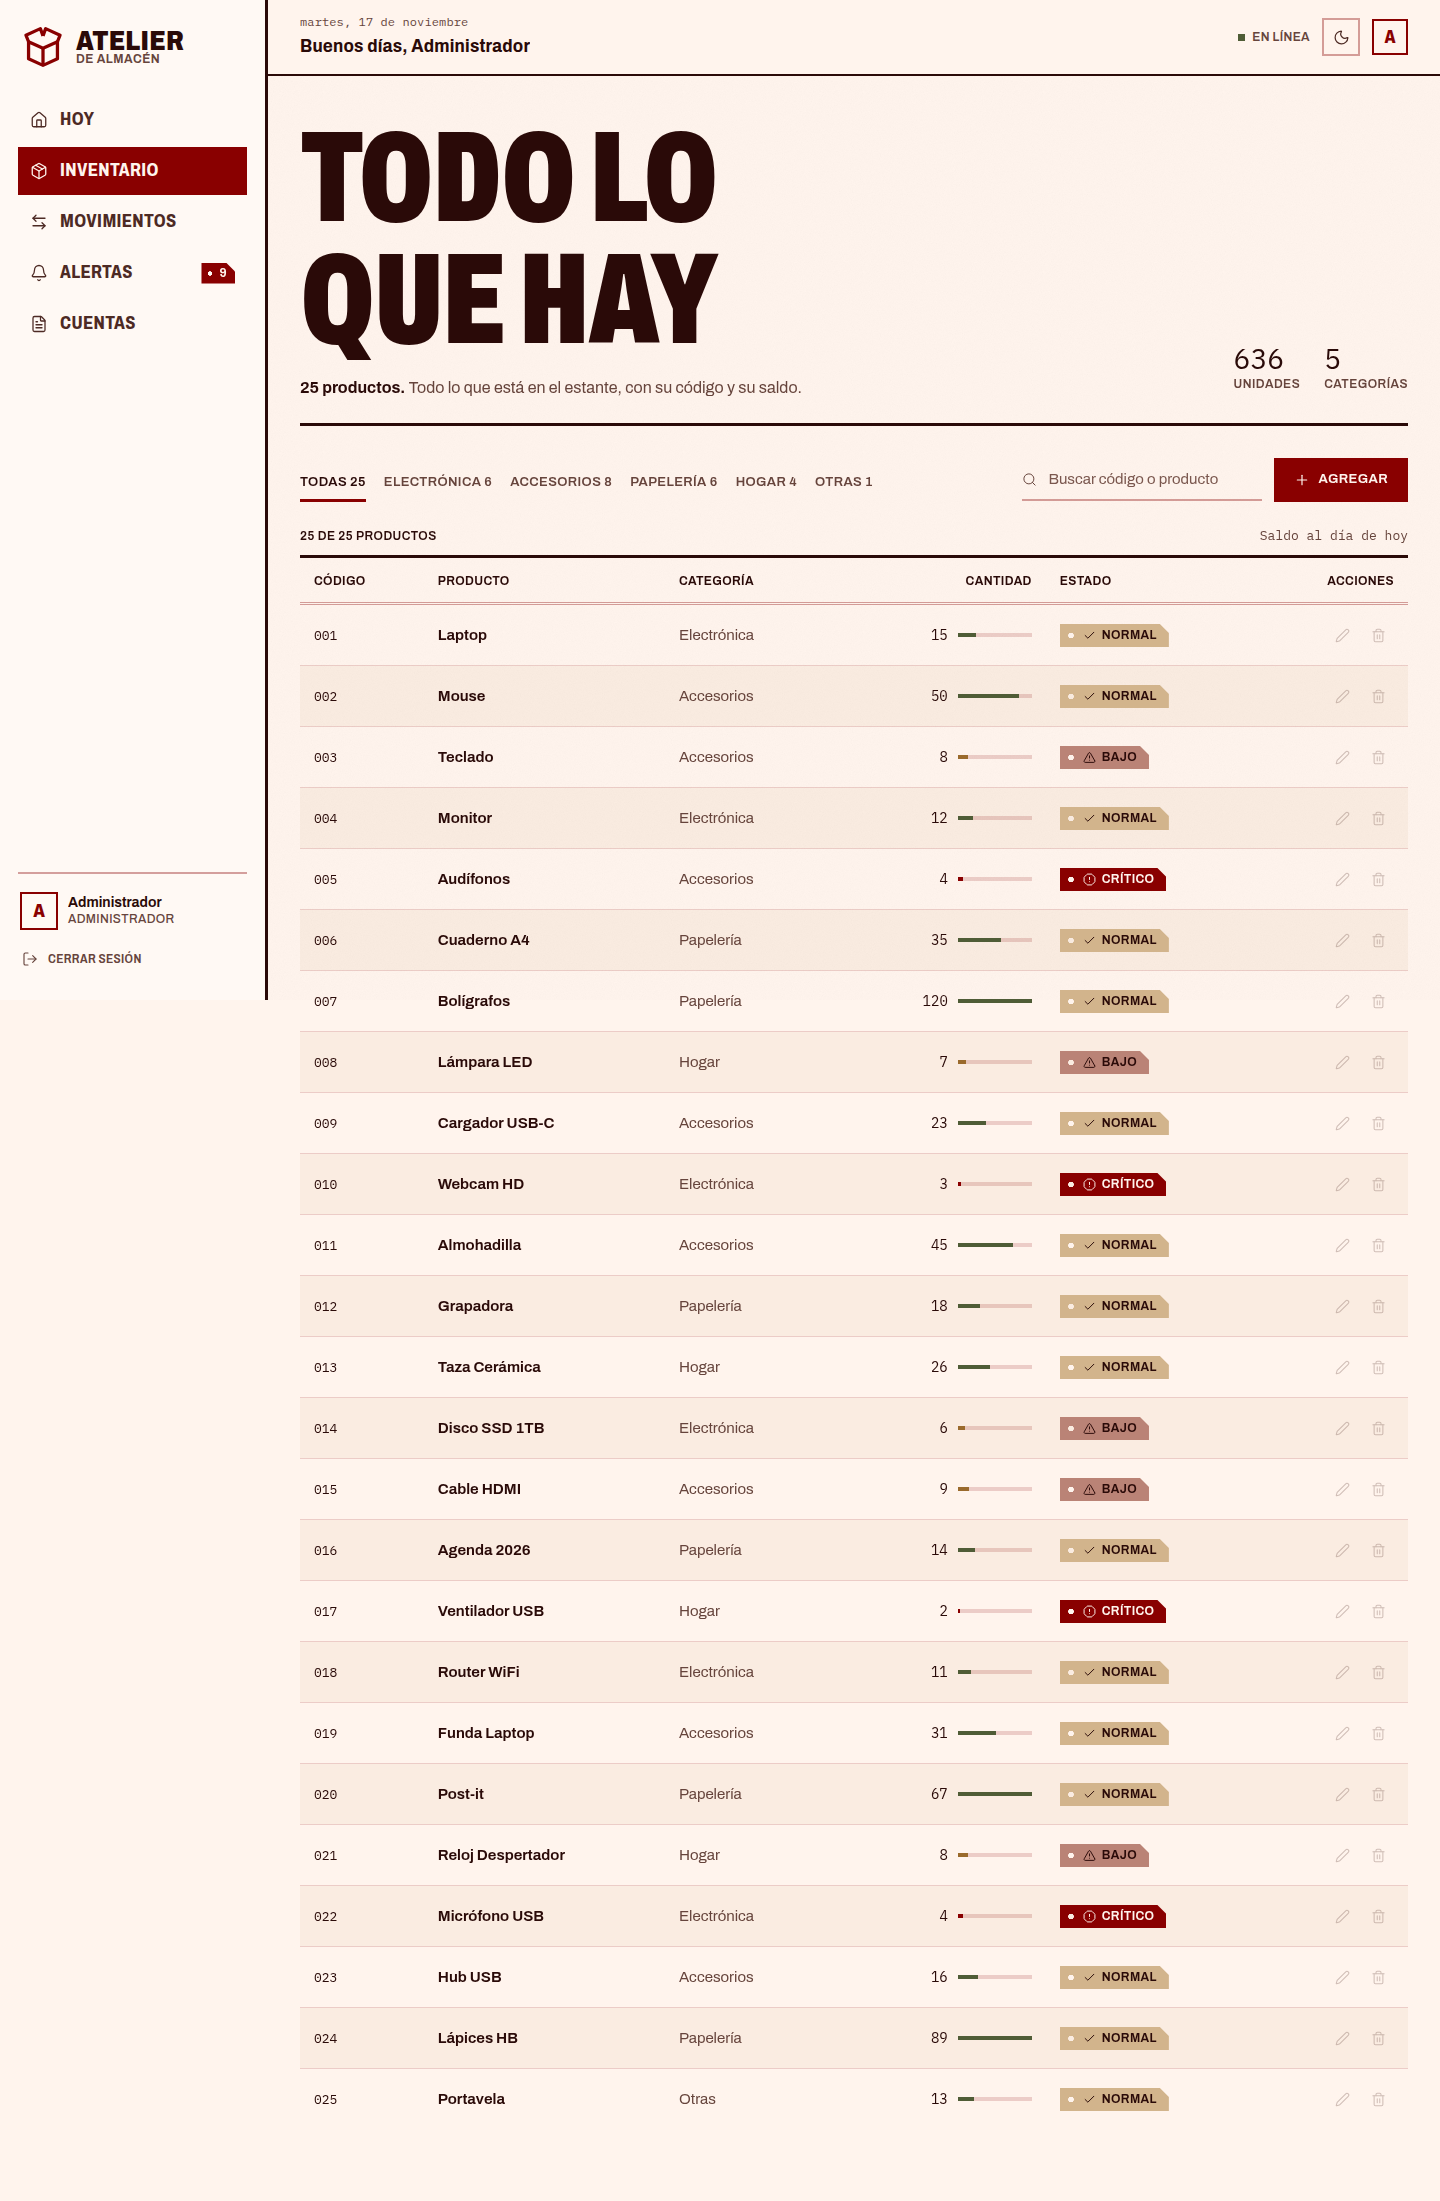 ATELIER
DE ALMACÉN
HOY
INVENTARIO
MOVIMIENTOS
ALERTAS 9
CUENTAS
Administrador
ADMINISTRADOR
A
CERRAR SESIÓN
martes, 17 de noviembre
Buenos días, Administrador
EN LÍNEA
A
TODO LO
QUE HAY
25 productos. Todo lo que está en el estante, con su código y su saldo.
636 5
UNIDADES CATEGORÍAS
TODAS 25 ELECTRÓNICA 6 ACCESORIOS 8 PAPELERÍA 6 HOGAR 4 OTRAS 1
Buscar código o producto
AGREGAR
25 DE 25 PRODUCTOS
Saldo al día de hoy
CÓDIGO PRODUCTO CATEGORÍA CANTIDAD ESTADO ACCIONES
001 Laptop Electrónica 15 NORMAL
002 Mouse Accesorios 50 NORMAL
003 Teclado Accesorios 8 BAJO
004 Monitor Electrónica 12 NORMAL
005 Audífonos Accesorios 4 CRÍTICO
006 Cuaderno A4 Papelería 35 NORMAL
007 Bolígrafos Papelería 120 NORMAL
008 Lámpara LED Hogar 7 BAJO
009 Cargador USB-C Accesorios 23 NORMAL
010 Webcam HD Electrónica 3 CRÍTICO
011 Almohadilla Accesorios 45 NORMAL
012 Grapadora Papelería 18 NORMAL
013 Taza Cerámica Hogar 26 NORMAL
014 Disco SSD 1TB Electrónica 6 BAJO
015 Cable HDMI Accesorios 9 BAJO
016 Agenda 2026 Papelería 14 NORMAL
017 Ventilador USB Hogar 2 CRÍTICO
018 Router WiFi Electrónica 11 NORMAL
019 Funda Laptop Accesorios 31 NORMAL
020 Post-it Papelería 67 NORMAL
021 Reloj Despertador Hogar 8 BAJO
022 Micrófono USB Electrónica 4 CRÍTICO
023 Hub USB Accesorios 16 NORMAL
024 Lápices HB Papelería 89 NORMAL
025 Portavela Otras 13 NORMAL